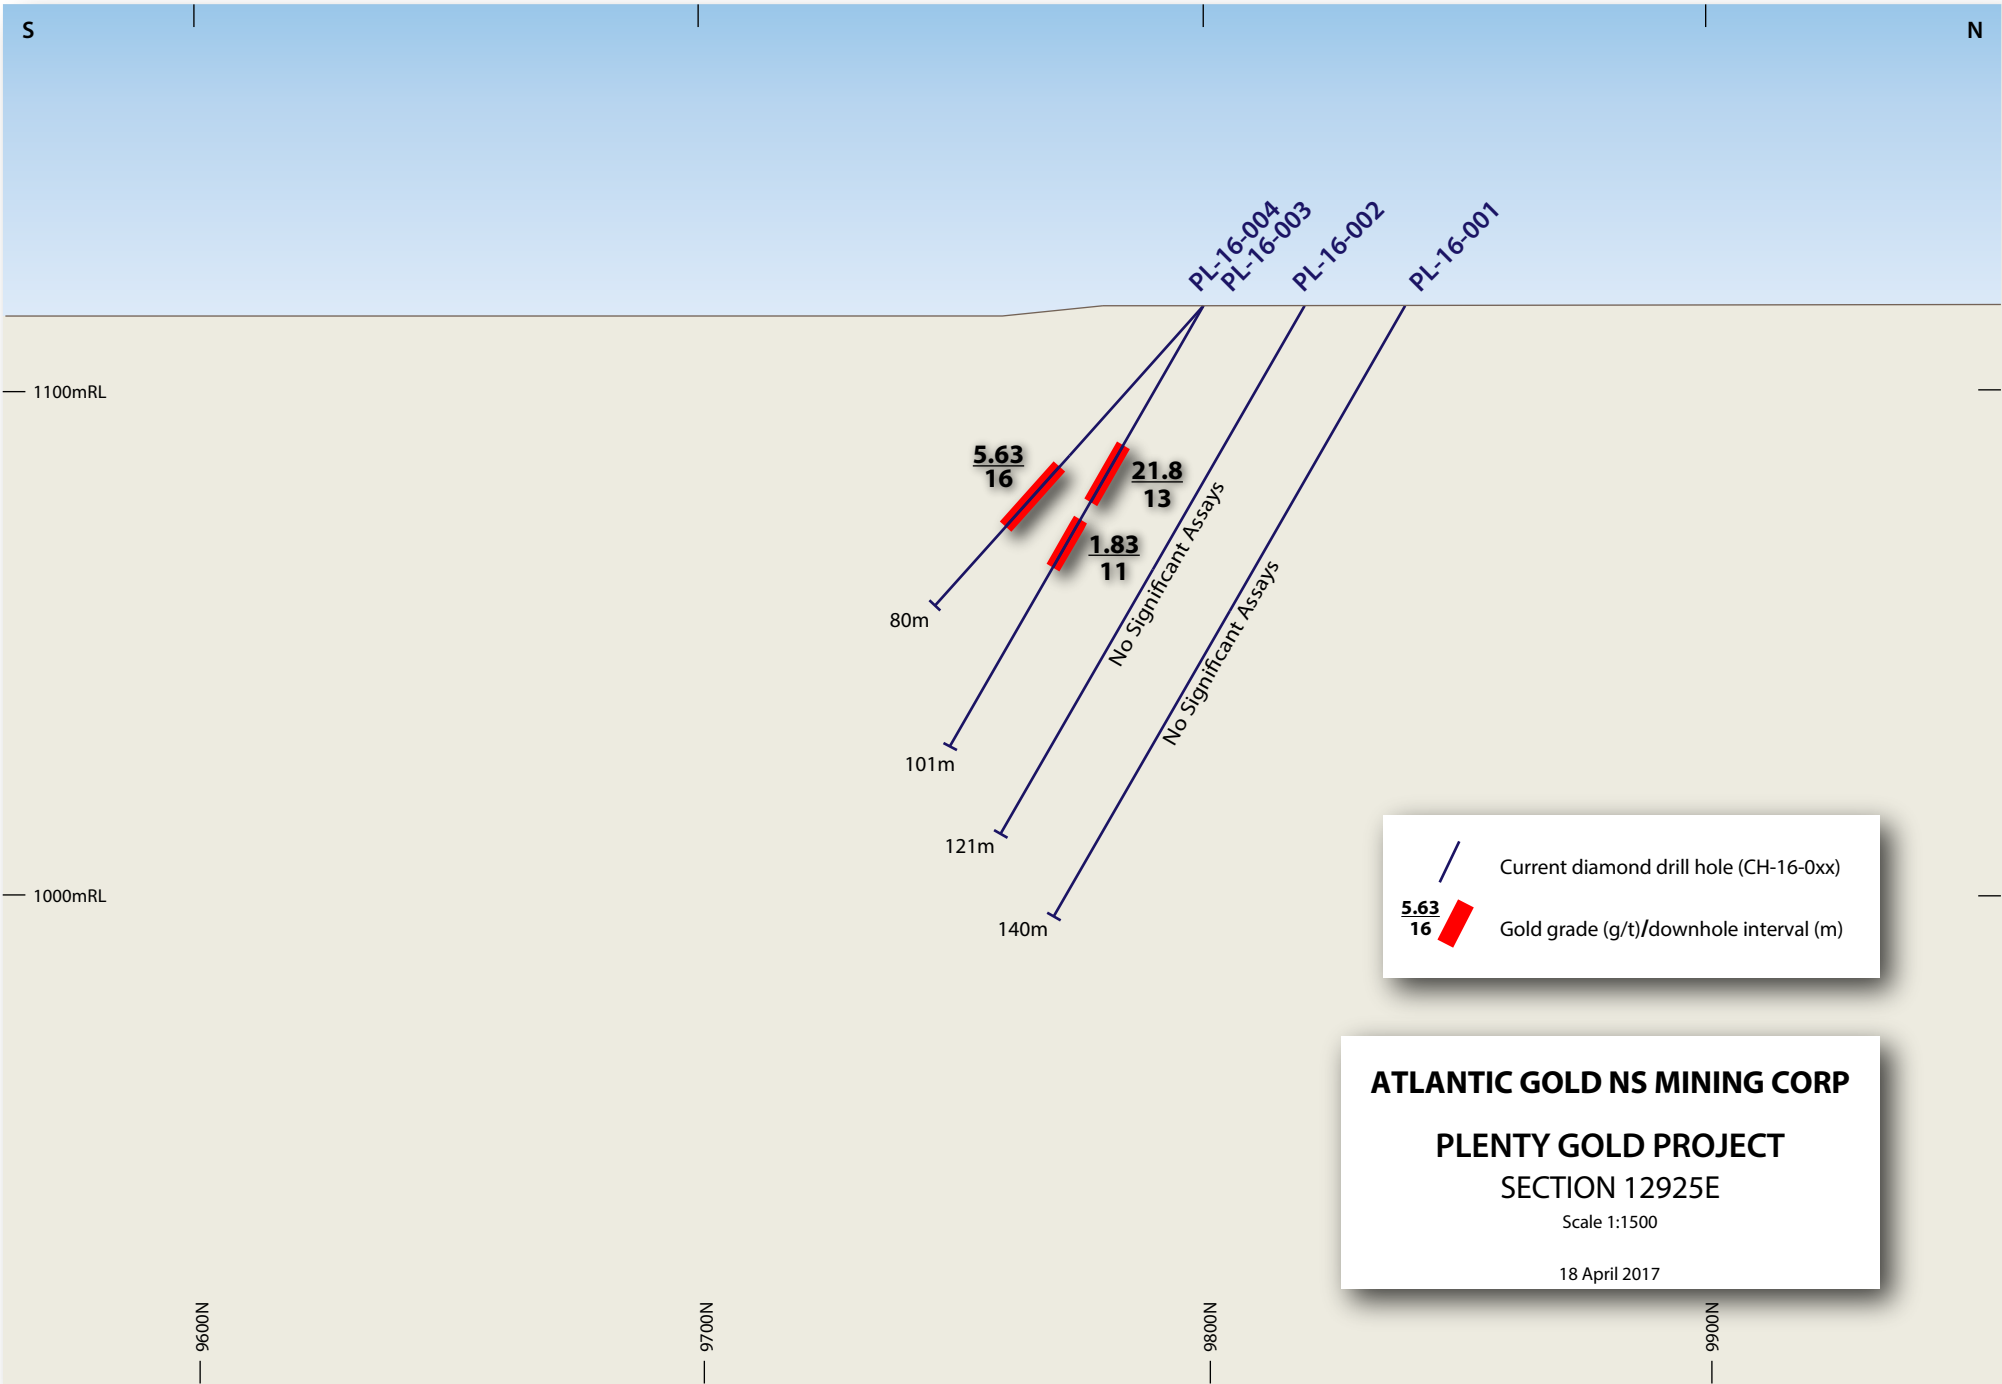 S
N
PL-16-004
PL-16-003
PL-16-002
PL-16-001
1100mRL
5.63
16
21.8
13
1.83
11
No Significant Assays
No Significant Assays
80m
101m
121m
140m
1000mRL
Current diamond drill hole (CH-16-0xx)
5.63
16
Gold grade (g/t)/downhole interval (m)
ATLANTIC GOLD NS MINING CORP
PLENTY GOLD PROJECT
SECTION 12925E
Scale 1:1500
18 April 2017
9600N
9700N
9800N
9900N